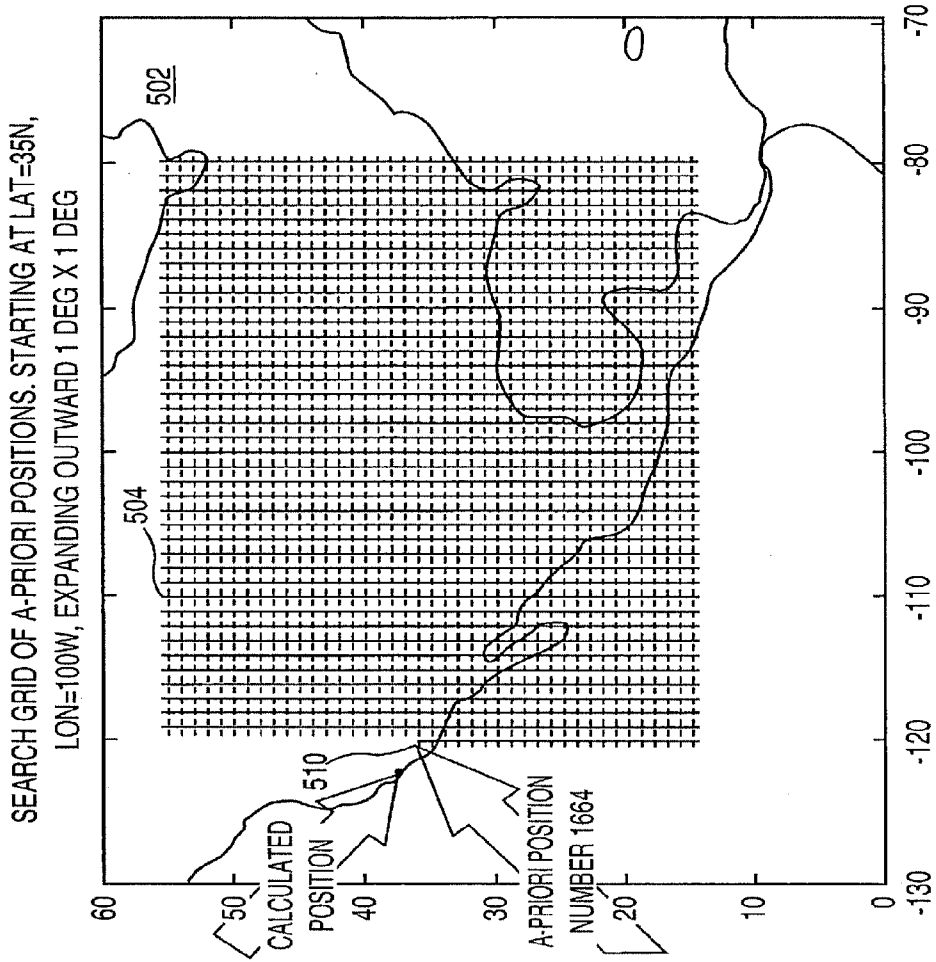 SEARCH GRID OF A-PRIORI POSITIONS. STARTING AT LAT=35N,
LON=100W, EXPANDING OUTWARD 1 DEG X 1 DEG
502
504
510
CALCULATED
POSITION
A-PRIORI POSITION
NUMBER 1664
60
50
40
30
20
10
0
-130
-120
-110
-100
-90
-80
-70